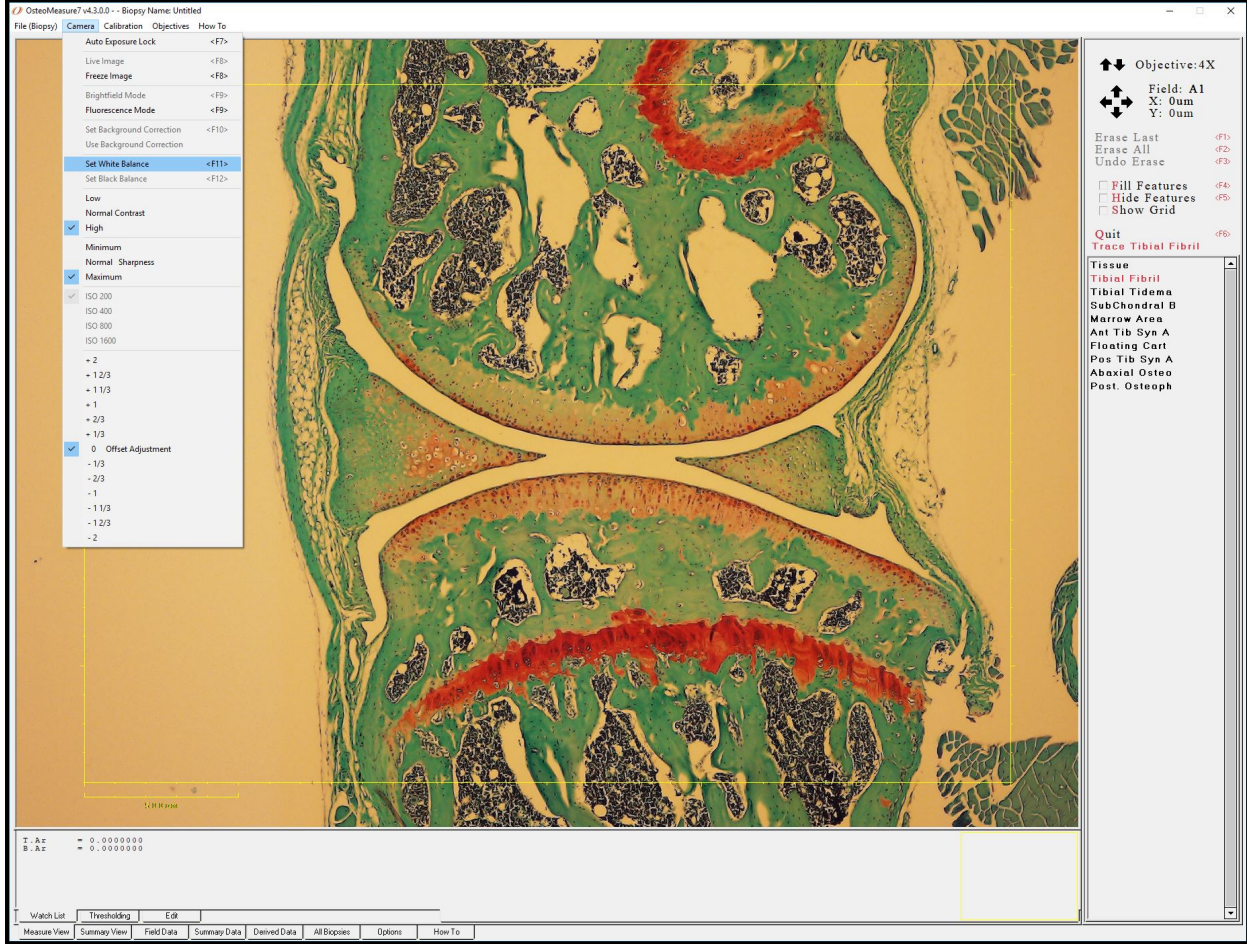 OsteoMeasure7 v4.3.0.0 - - Biopsy Name: Untitled
File (Biopsy) Camera Calibration Objectives How To
Auto Exposure Lock <F7>
Live Image <F8>
Freeze Image <F8>
Brightfield Mode <F9>
Fluorescence Mode <F9>
Set Background Correction <F10>
Use Background Correction
Set White Balance <F11>
Set Black Balance <F12>
Low
Normal Contrast
High
Minimum
Normal Sharpness
Maximum
ISO 200
ISO 400
ISO 800
ISO 1600
+ 2
+ 1 2/3
+ 1 1/3
+ 1
+ 2/3
+ 1/3
0 Offset Adjustment
- 1/3
- 2/3
- 1
- 1 1/3
- 1 2/3
- 2
Objective:4X
Field: A1
X: 0um
Y: 0um
Erase Last <F1>
Erase All <F2>
Undo Erase <F3>
Fill Features <F4>
Hide Features <F5>
Show Grid
Quit <F6>
Trace Tibial Fibril
Tissue
Tibial Fibril
Tibial Tidema
SubChondral B
Marrow Area
Ant Tib Syn A
Floating Cart
Pos Tib Syn A
Abaxial Osteo
Post. Osteoph
T.Ar = 0.0000000
B.Ar = 0.0000000
Watch List Thresholding Edit
Measure View Summary View Field Data Summary Data Derived Data All Biopsies Options How To